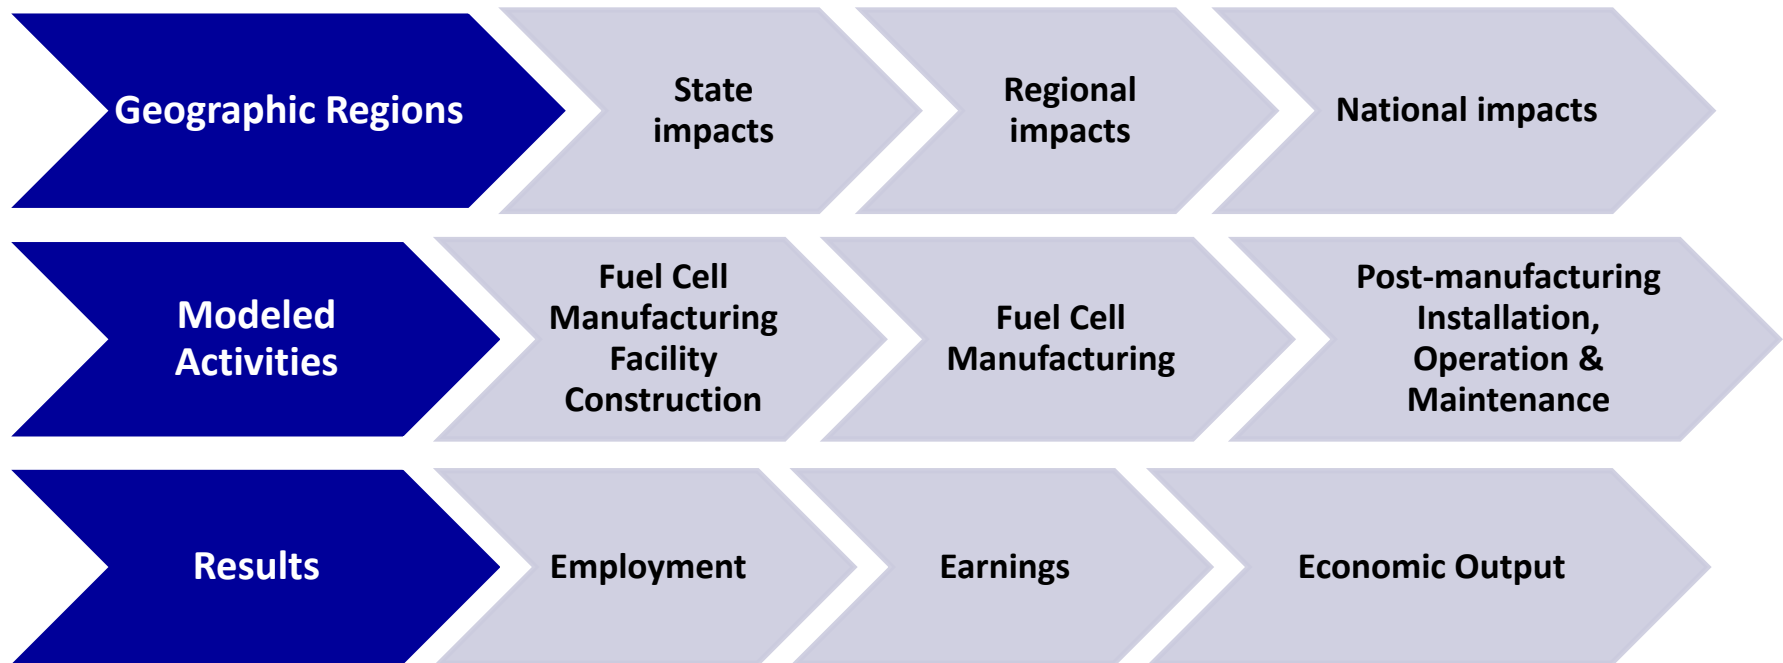 Geographic Regions
State
impacts
Regional
impacts
National impacts
Modeled
Activities
Fuel Cell
Manufacturing
Facility
Construction
Fuel Cell
Manufacturing
Post-manufacturing
Installation,
Operation &
Maintenance
Results
Employment
Earnings
Economic Output